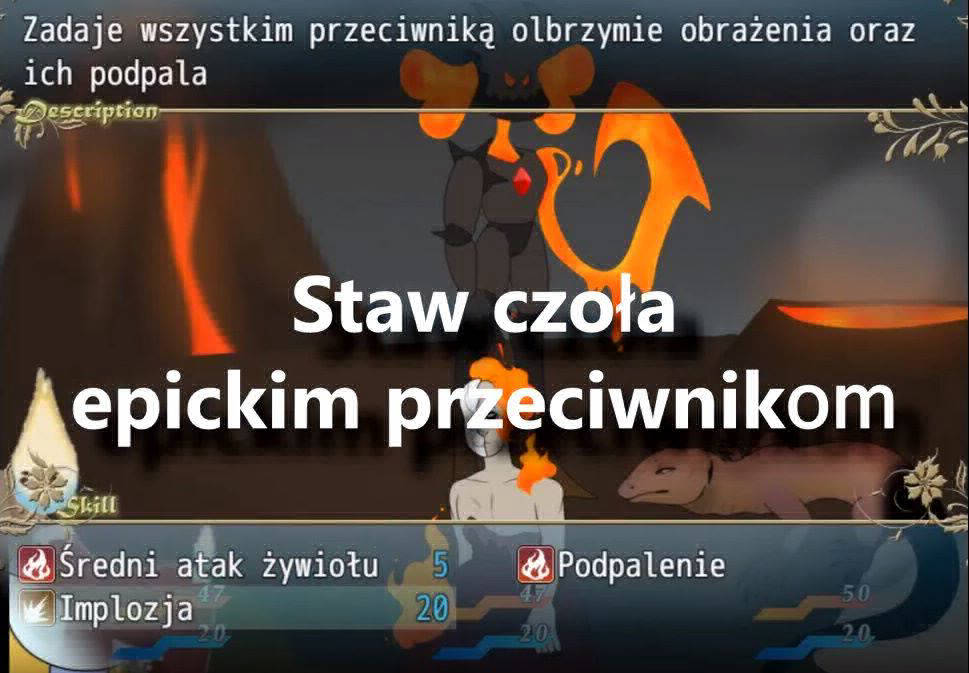 Zadaje wszystkim przeciwniką olbrzymie obrażenia oraz
ich podpala
Description
Staw czoła
epickim przeciwnikom
Skill
Średni atak żywiołu 5 Podpalenie
Implozja 20
47 47 50
20 20 20